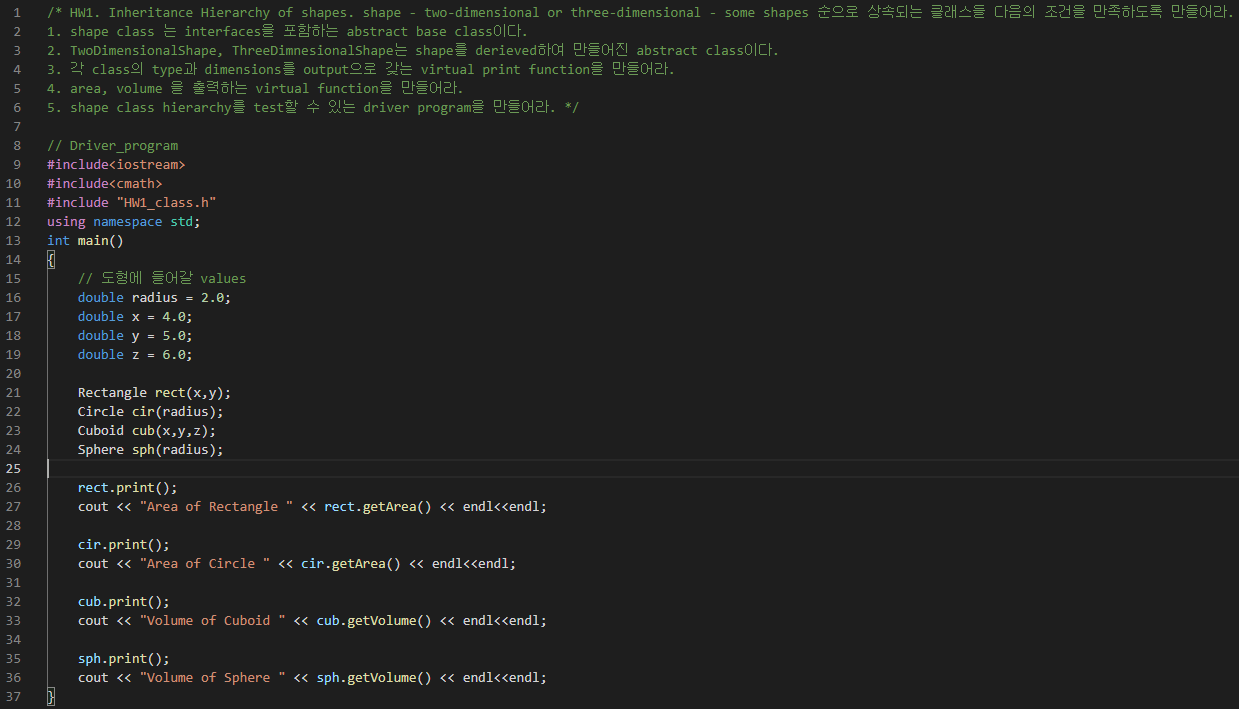 1 /* HW1. Inheritance Hierarchy of shapes. shape - two-dimensional or three-dimensional - some shapes 순으로 상속되는 클래스를 다음의 조건을 만족하도록 만들어라.
2 1. shape class 는 interfaces을 포함하는 abstract base class이다.
3 2. TwoDimensionalShape, ThreeDimnesionalShape는 shape를 derieved하여 만들어진 abstract class이다.
4 3. 각 class의 type과 dimensions를 output으로 갖는 virtual print function을 만들어라.
5 4. area, volume 을 출력하는 virtual function을 만들어라.
6 5. shape class hierarchy를 test할 수 있는 driver program을 만들어라. */
7
8 // Driver_program
9 #include<iostream>
10 #include<cmath>
11 #include "HW1_class.h"
12 using namespace std;
13 int main()
14 {
15     // 도형에 들어갈 values
16     double radius = 2.0;
17     double x = 4.0;
18     double y = 5.0;
19     double z = 6.0;
20
21     Rectangle rect(x,y);
22     Circle cir(radius);
23     Cuboid cub(x,y,z);
24     Sphere sph(radius);
25
26     rect.print();
27     cout << "Area of Rectangle " << rect.getArea() << endl<<endl;
28
29     cir.print();
30     cout << "Area of Circle " << cir.getArea() << endl<<endl;
31
32     cub.print();
33     cout << "Volume of Cuboid " << cub.getVolume() << endl<<endl;
34
35     sph.print();
36     cout << "Volume of Sphere " << sph.getVolume() << endl<<endl;
37 }